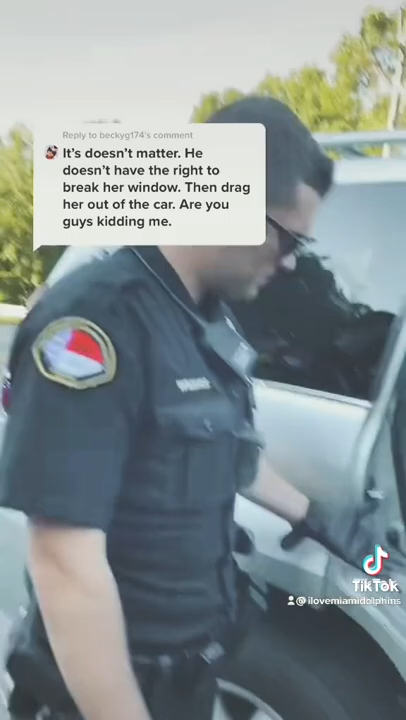 Reply to beckyg174's comment
It's doesn't matter. He
doesn't have the right to
break her window. Then drag
her out of the car. Are you
guys kidding me.
TikTok
@ilovemiamidolphins